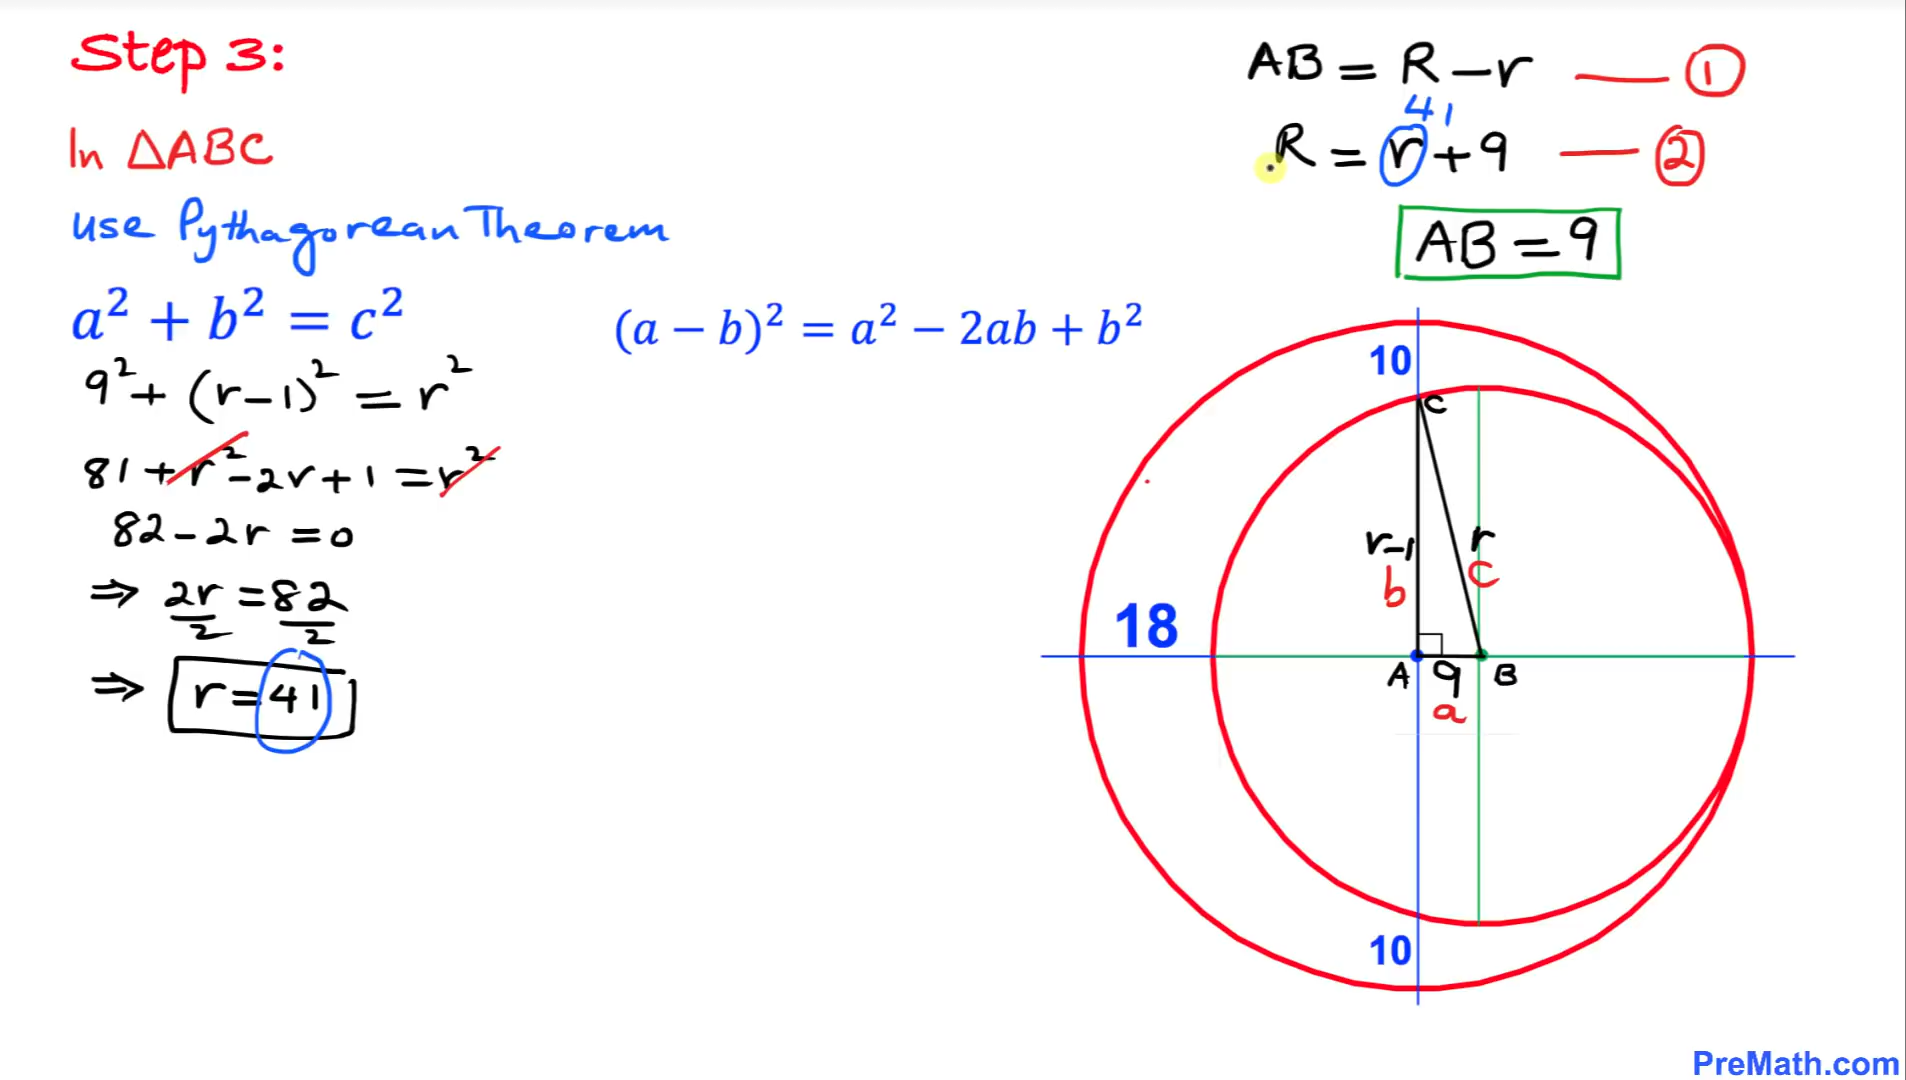 Step 3:
In △ABC
use Pythagorean Theorem
a² + b² = c²
(a − b)² = a² − 2ab + b²
9² + (r−1)² = r²
81 + r² − 2r + 1 = r²
82 − 2r = 0
⇒ 2r/2 = 82/2
⇒ r = 41
AB = R − r — ①
41
R = r + 9 — ②
AB = 9
10
C
r−1
r
b
c
18
A
9
B
a
10
PreMath.com